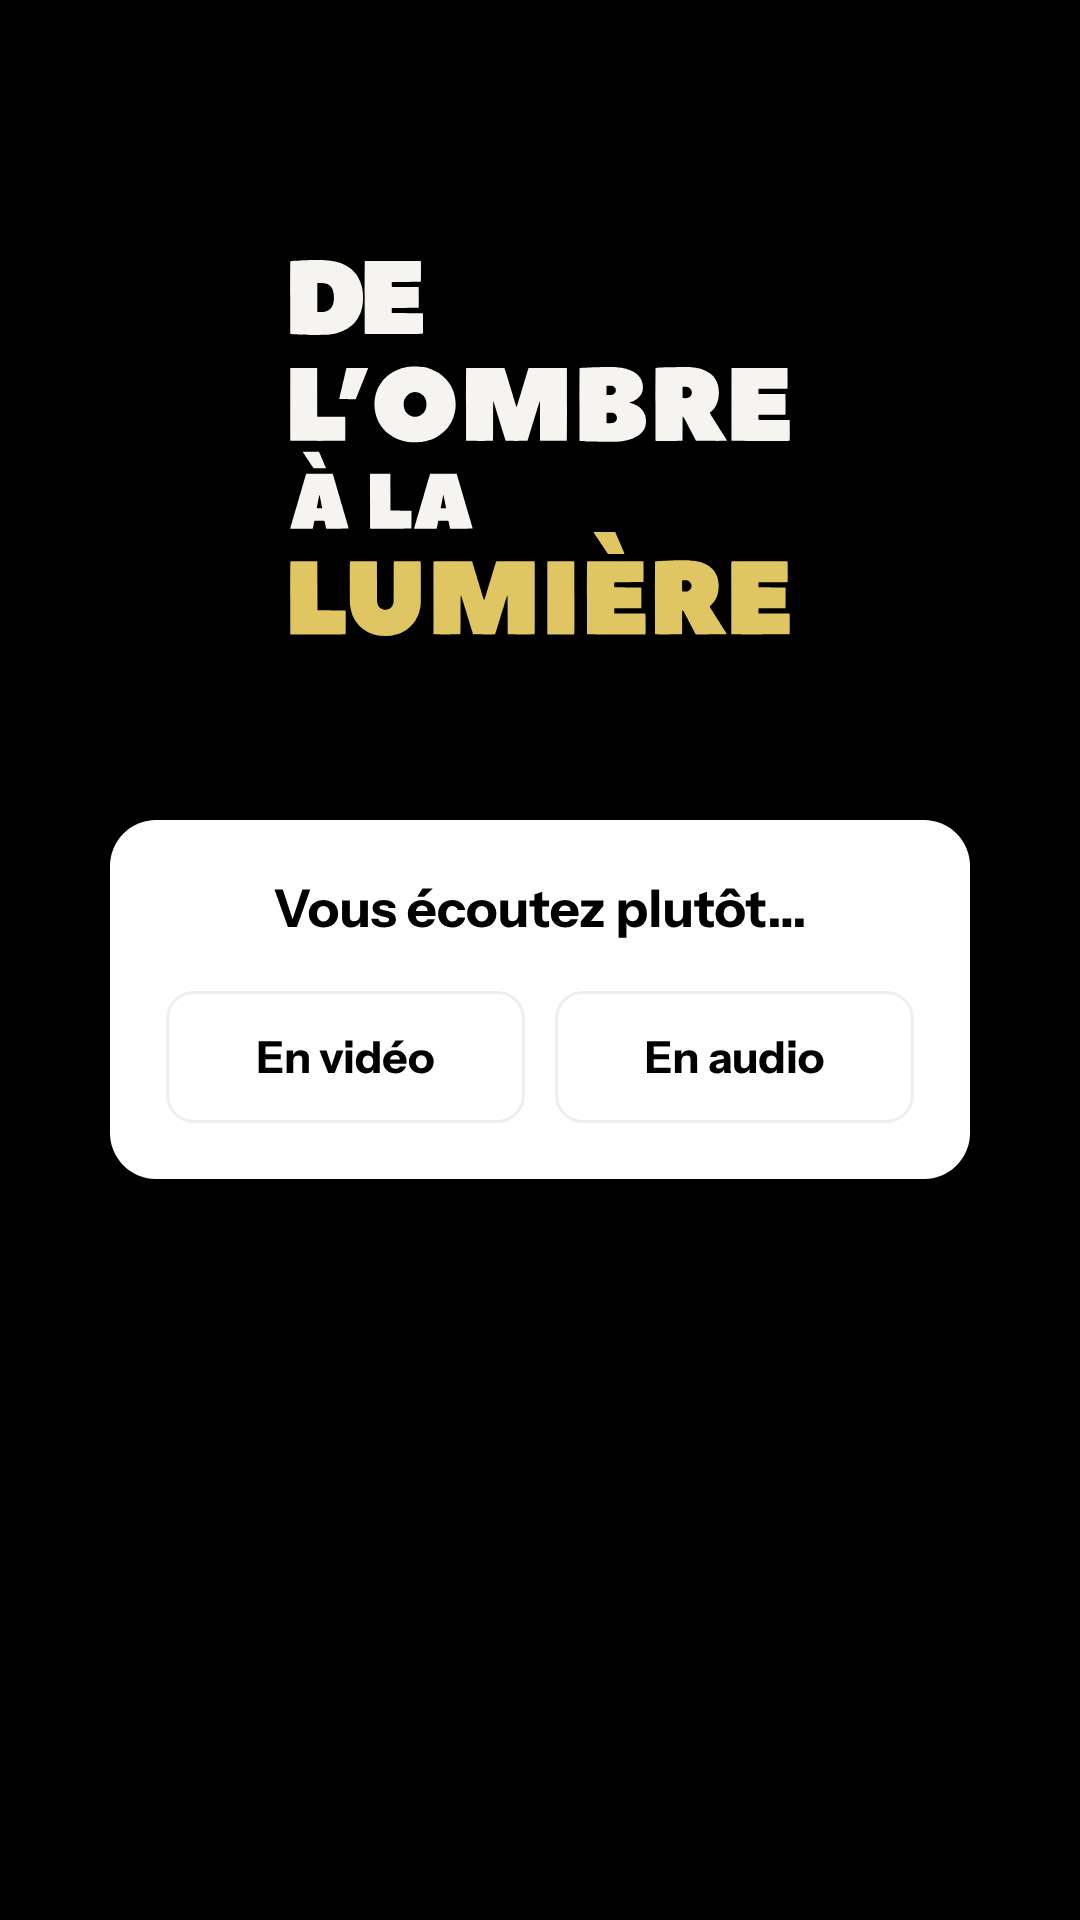 DE
L’OMBRE
À LA
LUMIÈRE
Vous écoutez plutôt...
En vidéo
En audio